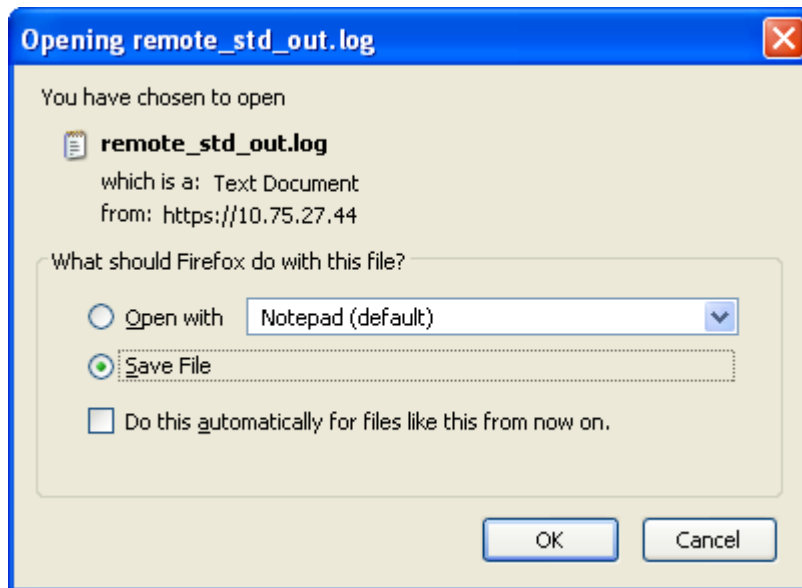 Opening remote_std_out.log
You have chosen to open
remote_std_out.log
which is a: Text Document
from: https://10.75.27.44
What should Firefox do with this file?
Open with Notepad (default)
Save File
Do this automatically for files like this from now on.
OK Cancel